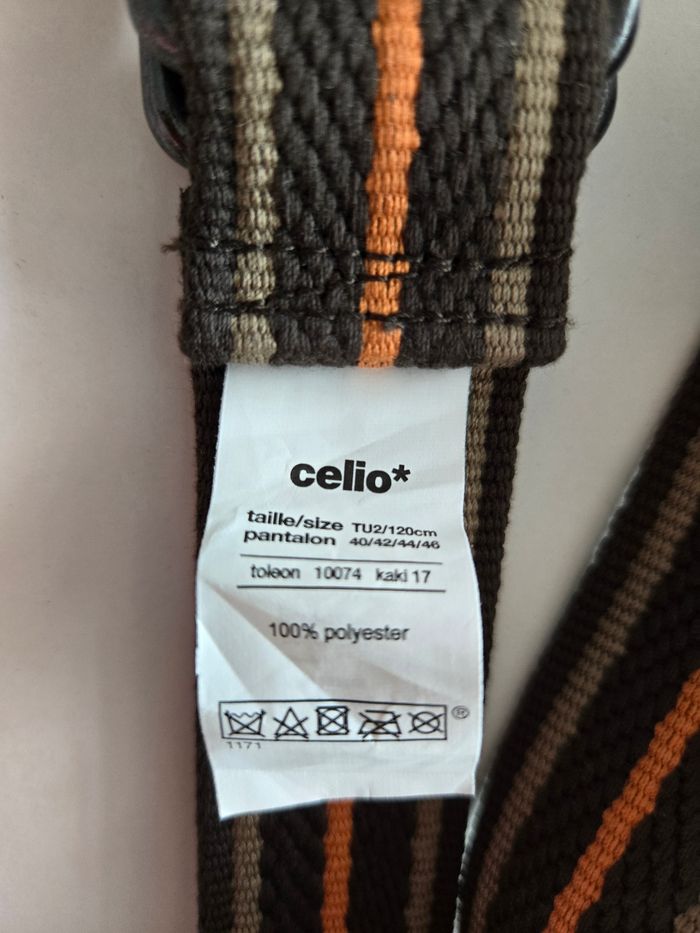 celio*
taille/size TU2/120cm
pantalon 40/42/44/46
toleon 10074 kaki 17
100% polyester
®
1171